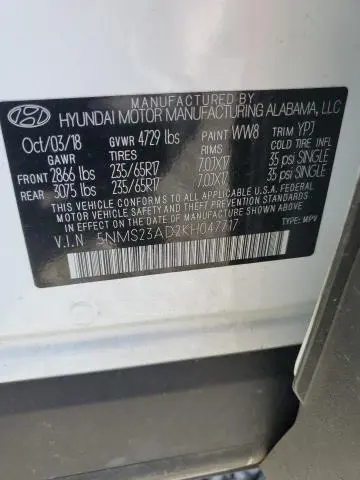 MANUFACTURED BY
HYUNDAI MOTOR MANUFACTURING ALABAMA, LLC
Oct/03/18 GVWR 4729 lbs PAINT WW8 TRIM YPJ
GAWR TIRES RIMS COLD TIRE INFL
FRONT 2866 lbs 235/65R17 7.0JX17 35 psi SINGLE
REAR 3075 lbs 235/65R17 7.0JX17 35 psi SINGLE
THIS VEHICLE CONFORMS TO ALL APPLICABLE FEDERAL MOTOR
VEHICLE SAFETY, BUMPER, AND THEFT PREVENTION STANDARDS
IN EFFECT ON THE DATE OF MANUFACTURE SHOWN ABOVE.
V.I.N 5NMS23AD2KH047717 TYPE: MPV